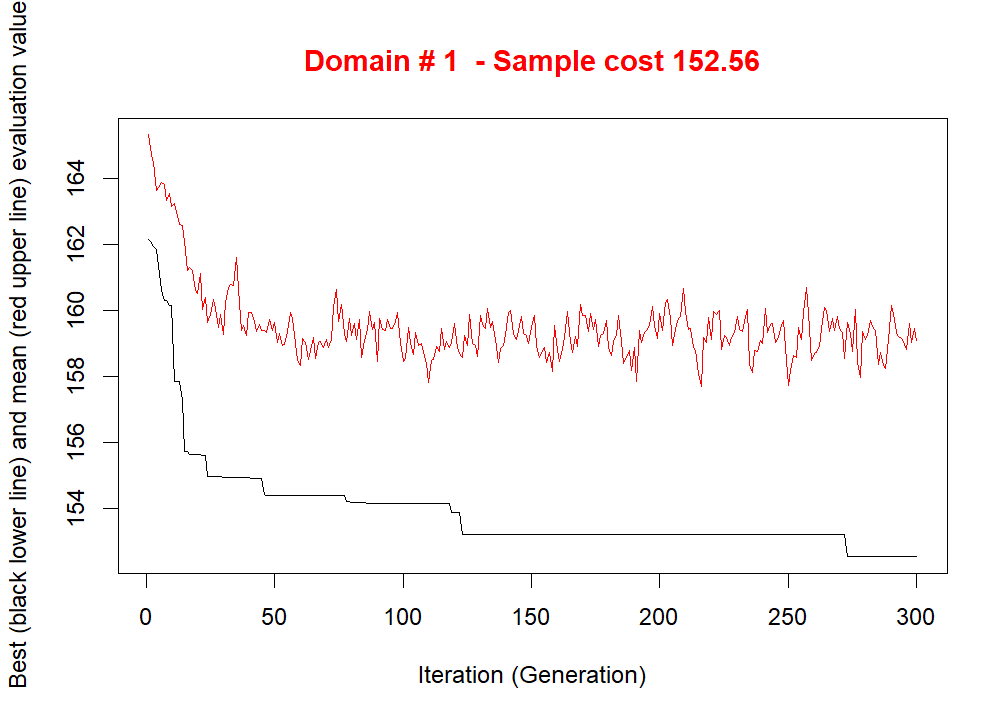 Domain # 1  - Sample cost 152.56
Best (black lower line) and mean (red upper line) evaluation value
164
162
160
158
156
154
0 50 100 150 200 250 300
Iteration (Generation)